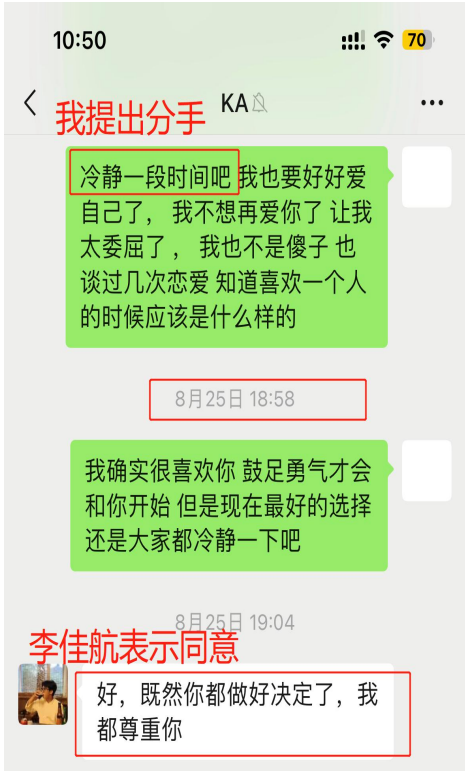 10:50
70
KA
我提出分手
冷静一段时间吧 我也要好好爱
自己了， 我不想再爱你了 让我
太委屈了 ， 我也不是傻子 也
谈过几次恋爱 知道喜欢一个人
的时候应该是什么样的
8月25日 18:58
我确实很喜欢你 鼓足勇气才会
和你开始 但是现在最好的选择
还是大家都冷静一下吧
8月25日 19:04
李佳航表示同意
好，既然你都做好决定了，我
都尊重你